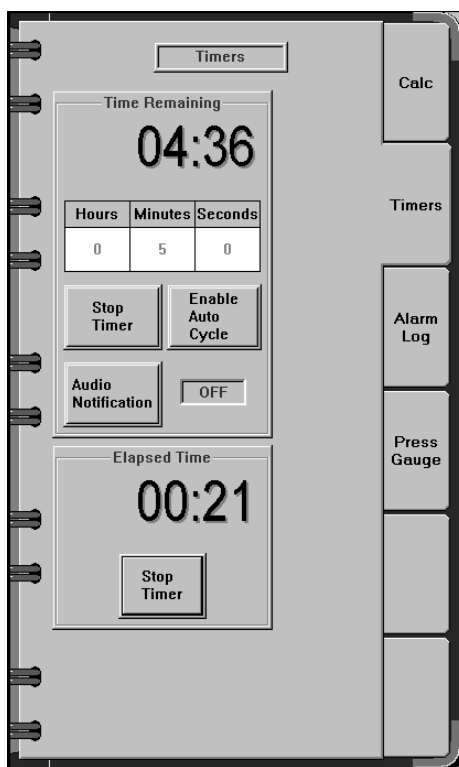 Timers
Time Remaining
04:36
Hours Minutes Seconds
0 5 0
Stop
Timer
Enable
Auto
Cycle
Audio
Notification
OFF
Elapsed Time
00:21
Stop
Timer
Calc
Timers
Alarm
Log
Press
Gauge